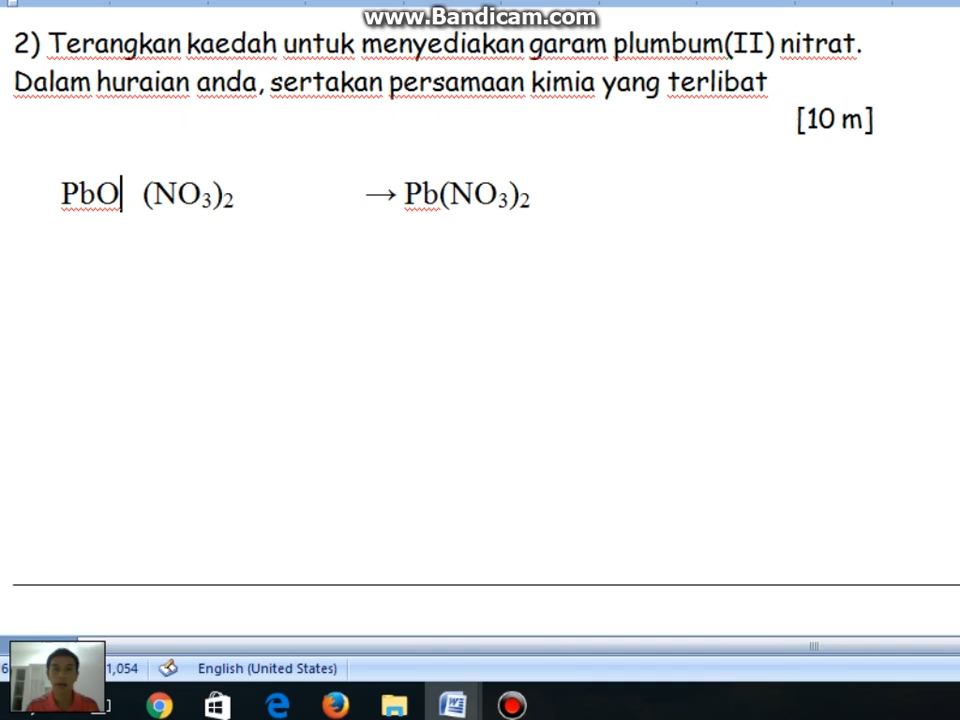 www.Bandicam.com
2) Terangkan kaedah untuk menyediakan garam plumbum(II) nitrat.
Dalam huraian anda, sertakan persamaan kimia yang terlibat
[10 m]
PbO (NO₃)₂ → Pb(NO₃)₂
1,054 English (United States)